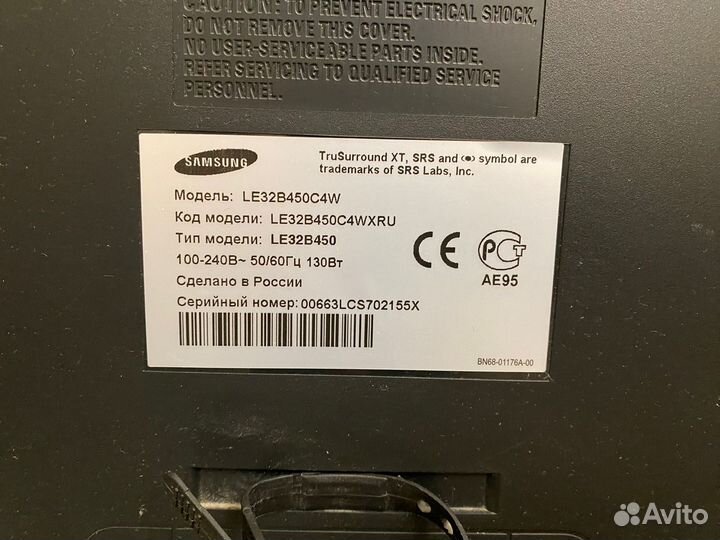 CAUTION: TO PREVENT ELECTRICAL SHOCK,
DO NOT REMOVE THIS COVER.
NO USER-SERVICEABLE PARTS INSIDE.
REFER SERVICING TO QUALIFIED SERVICE
PERSONNEL.
SAMSUNG
TruSurround XT, SRS and symbol are
trademarks of SRS Labs, Inc.
Модель: LE32B450C4W
Код модели: LE32B450C4WXRU
Тип модели: LE32B450
100-240В~ 50/60Гц 130Вт
Сделано в России
Серийный номер: 00663LCS702155X
CE
РСТ
AE95
BN68-01176A-00
Avito